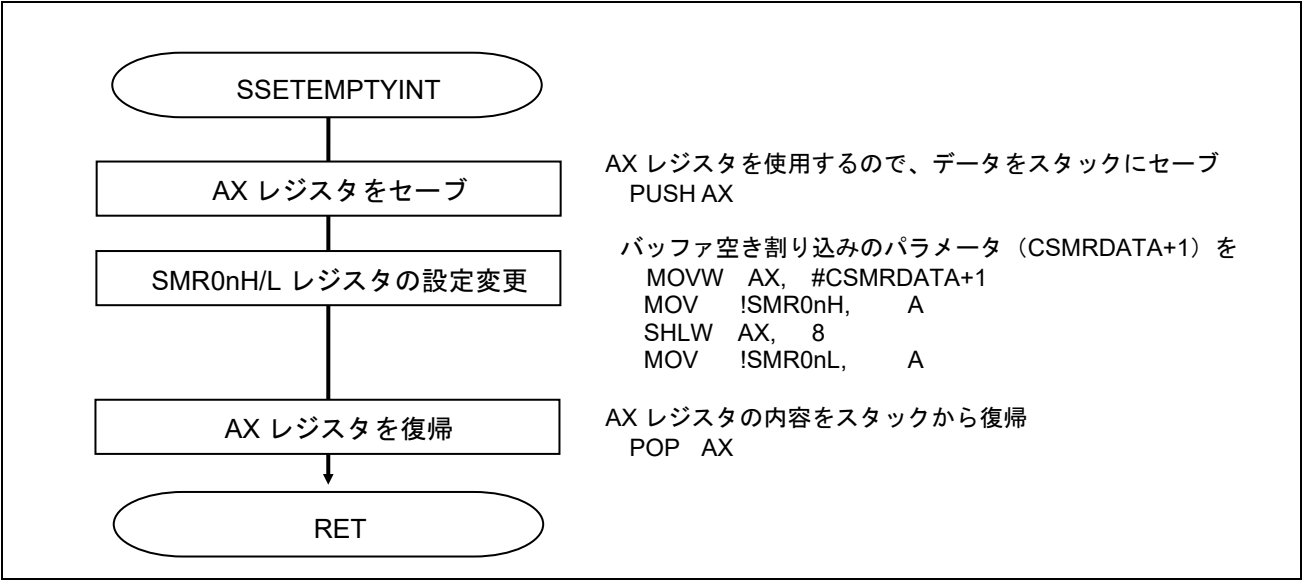 SSETEMPTYINT
AX レジスタを使用するので、データをスタックにセーブ
AX レジスタをセーブ
PUSH AX
バッファ空き割り込みのパラメータ（CSMRDATA+1）を
SMR0nH/L レジスタの設定変更
MOVW AX, #CSMRDATA+1
MOV !SMR0nH, A
SHLW AX, 8
MOV !SMR0nL, A
AX レジスタを復帰
AX レジスタの内容をスタックから復帰
POP AX
RET